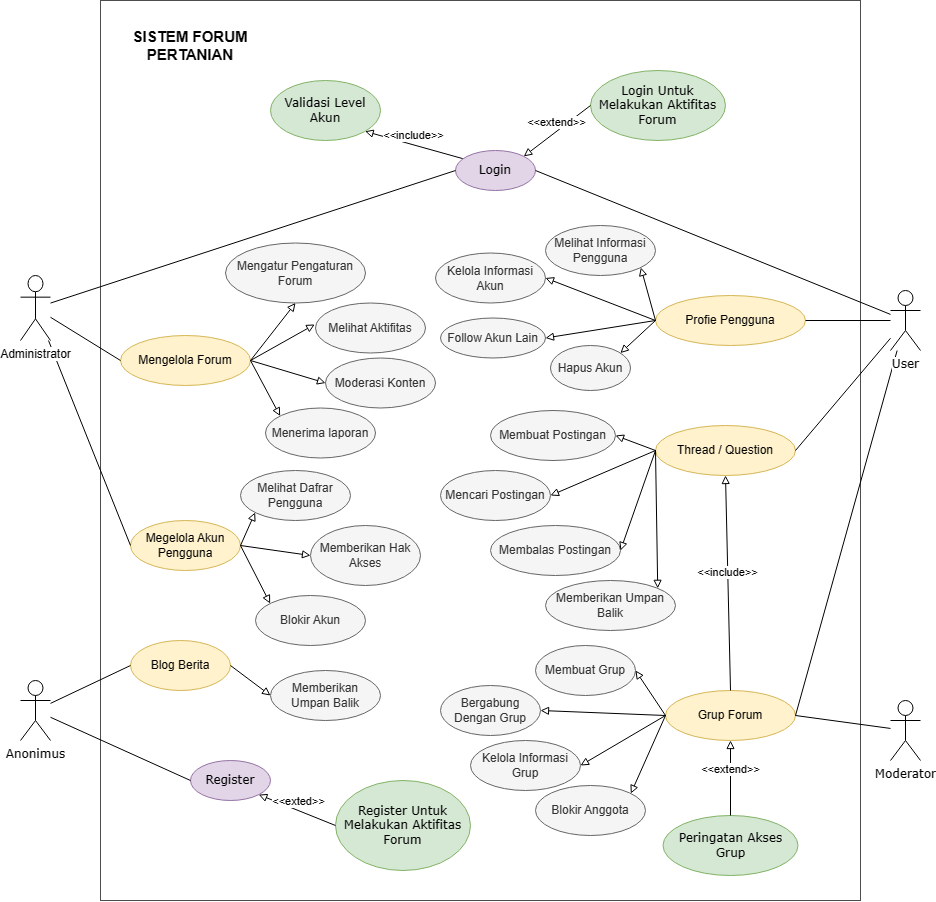 SISTEM FORUM
PERTANIAN
Validasi Level
Akun
Login Untuk
Melakukan Aktifitas
Forum
<<include>>
<<extend>>
Login
Mengatur Pengaturan
Forum
Melihat Aktifitas
Mengelola Forum
Moderasi Konten
Menerima laporan
Administrator
Melihat Informasi
Pengguna
Kelola Informasi
Akun
Profie Pengguna
Follow Akun Lain
Hapus Akun
User
Membuat Postingan
Thread / Question
Mencari Postingan
Membalas Postingan
Memberikan Umpan
Balik
<<include>>
Melihat Dafrar
Pengguna
Megelola Akun
Pengguna
Memberikan Hak
Akses
Blokir Akun
Blog Berita
Memberikan
Umpan Balik
Anonimus
Register
<<exted>>
Register Untuk
Melakukan Aktifitas
Forum
Membuat Grup
Bergabung
Dengan Grup
Grup Forum
Kelola Informasi
Grup
Blokir Anggota
<<extend>>
Peringatan Akses
Grup
Moderator